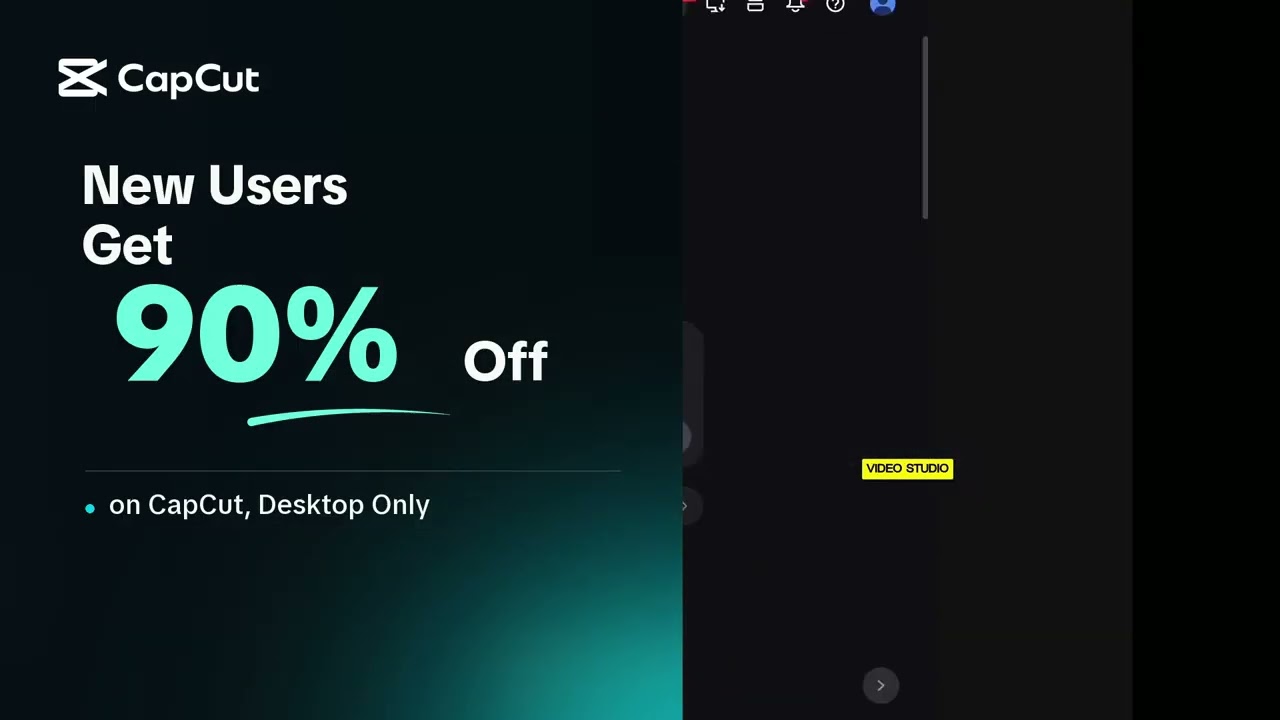 CapCut
New Users
Get
90% Off
on CapCut, Desktop Only
VIDEO STUDIO